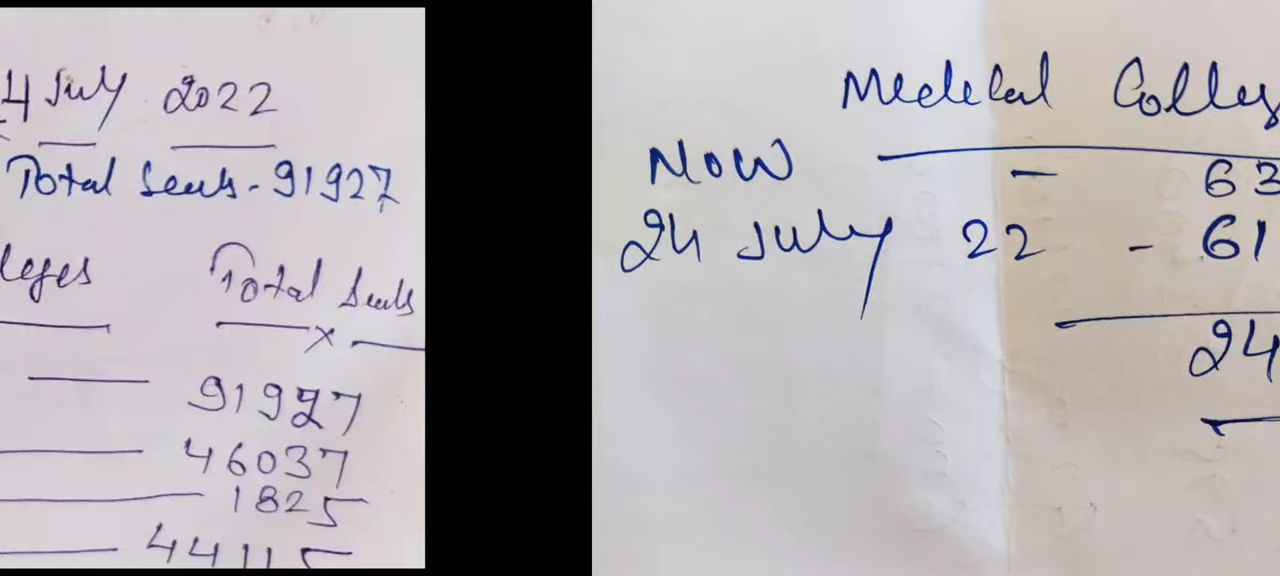 4 July 2022
Total Seats - 91927
leges Total Seats
x
91927
46037
1825
44115
Medical Colleg
Now - 63
24 July 22 - 61
24